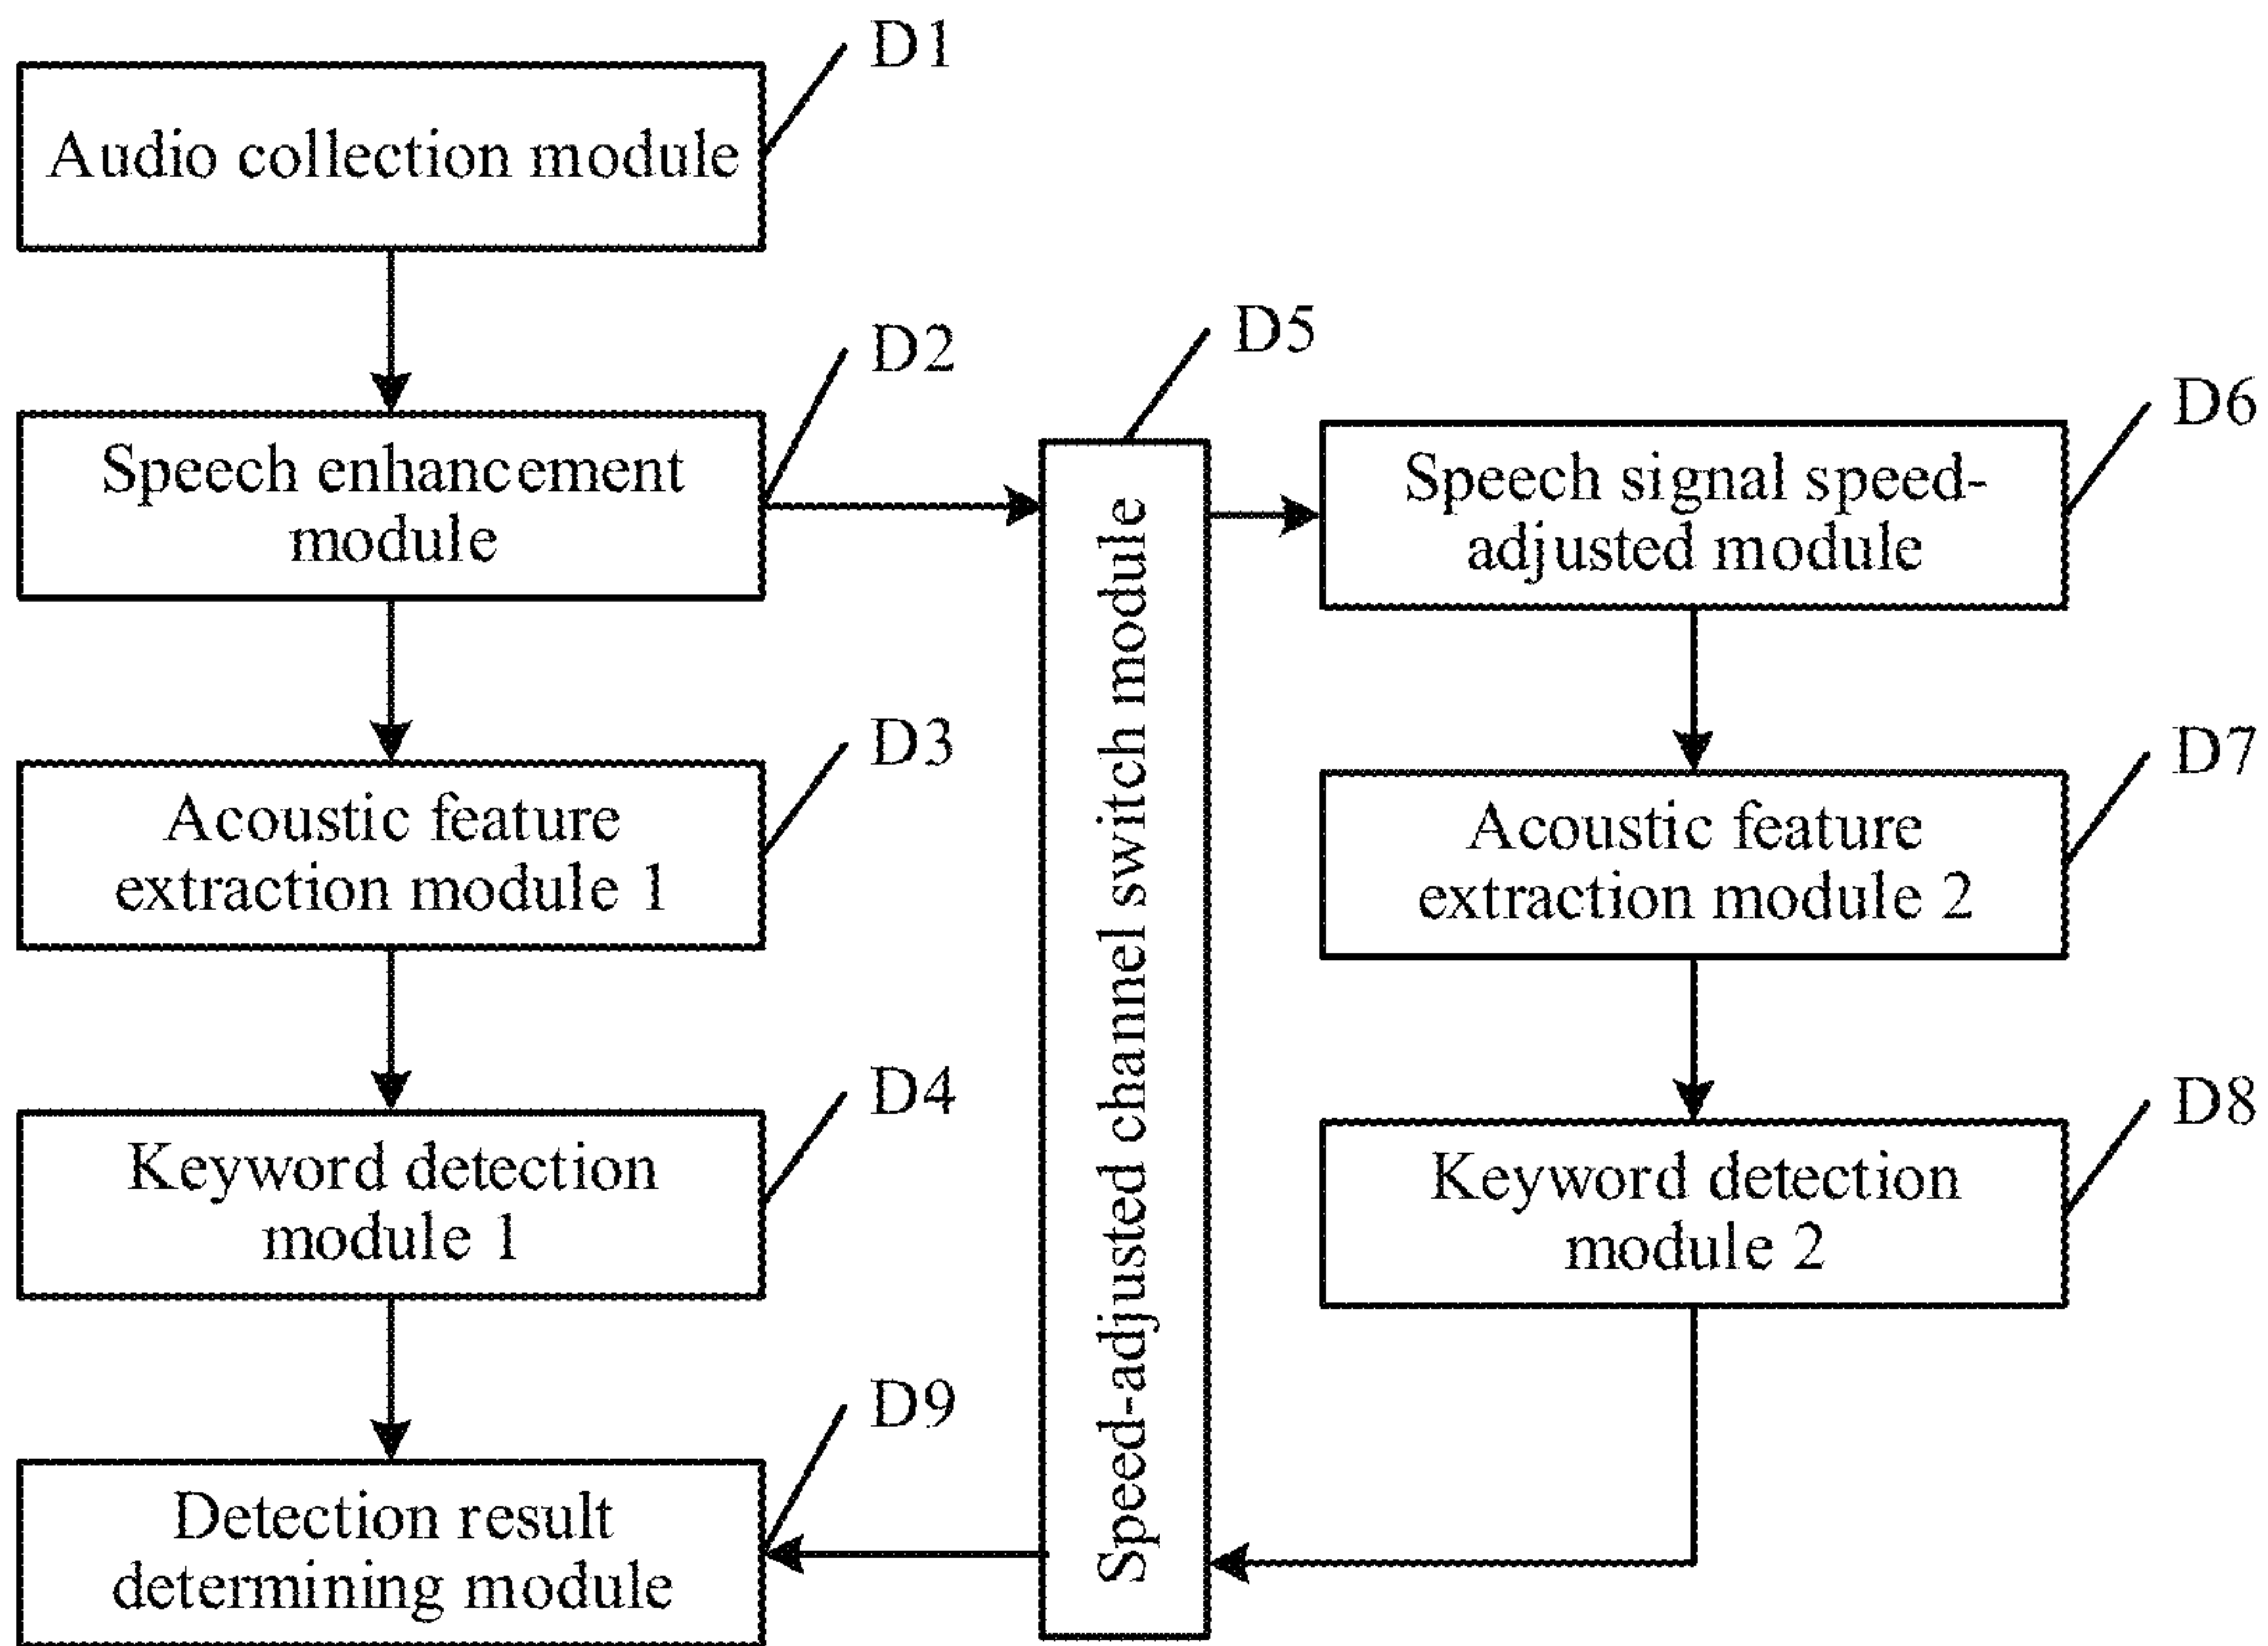 D1
Audio collection module
D2
Speech enhancement
module
D3
Acoustic feature
extraction module 1
D4
Keyword detection
module 1
D9
Detection result
determining module
D5
Speed-adjusted channel switch module
D6
Speech signal speed-
adjusted module
D7
Acoustic feature
extraction module 2
D8
Keyword detection
module 2